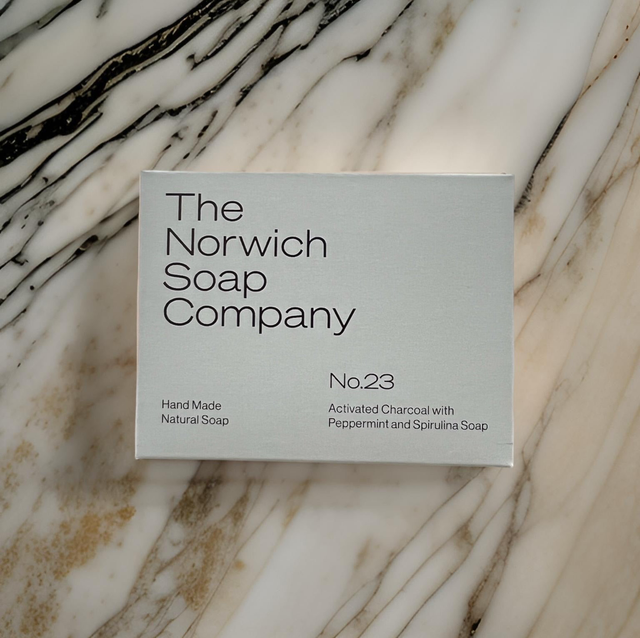 The
Norwich
Soap
Company
No.23
Hand Made
Natural Soap
Activated Charcoal with
Peppermint and Spirulina Soap